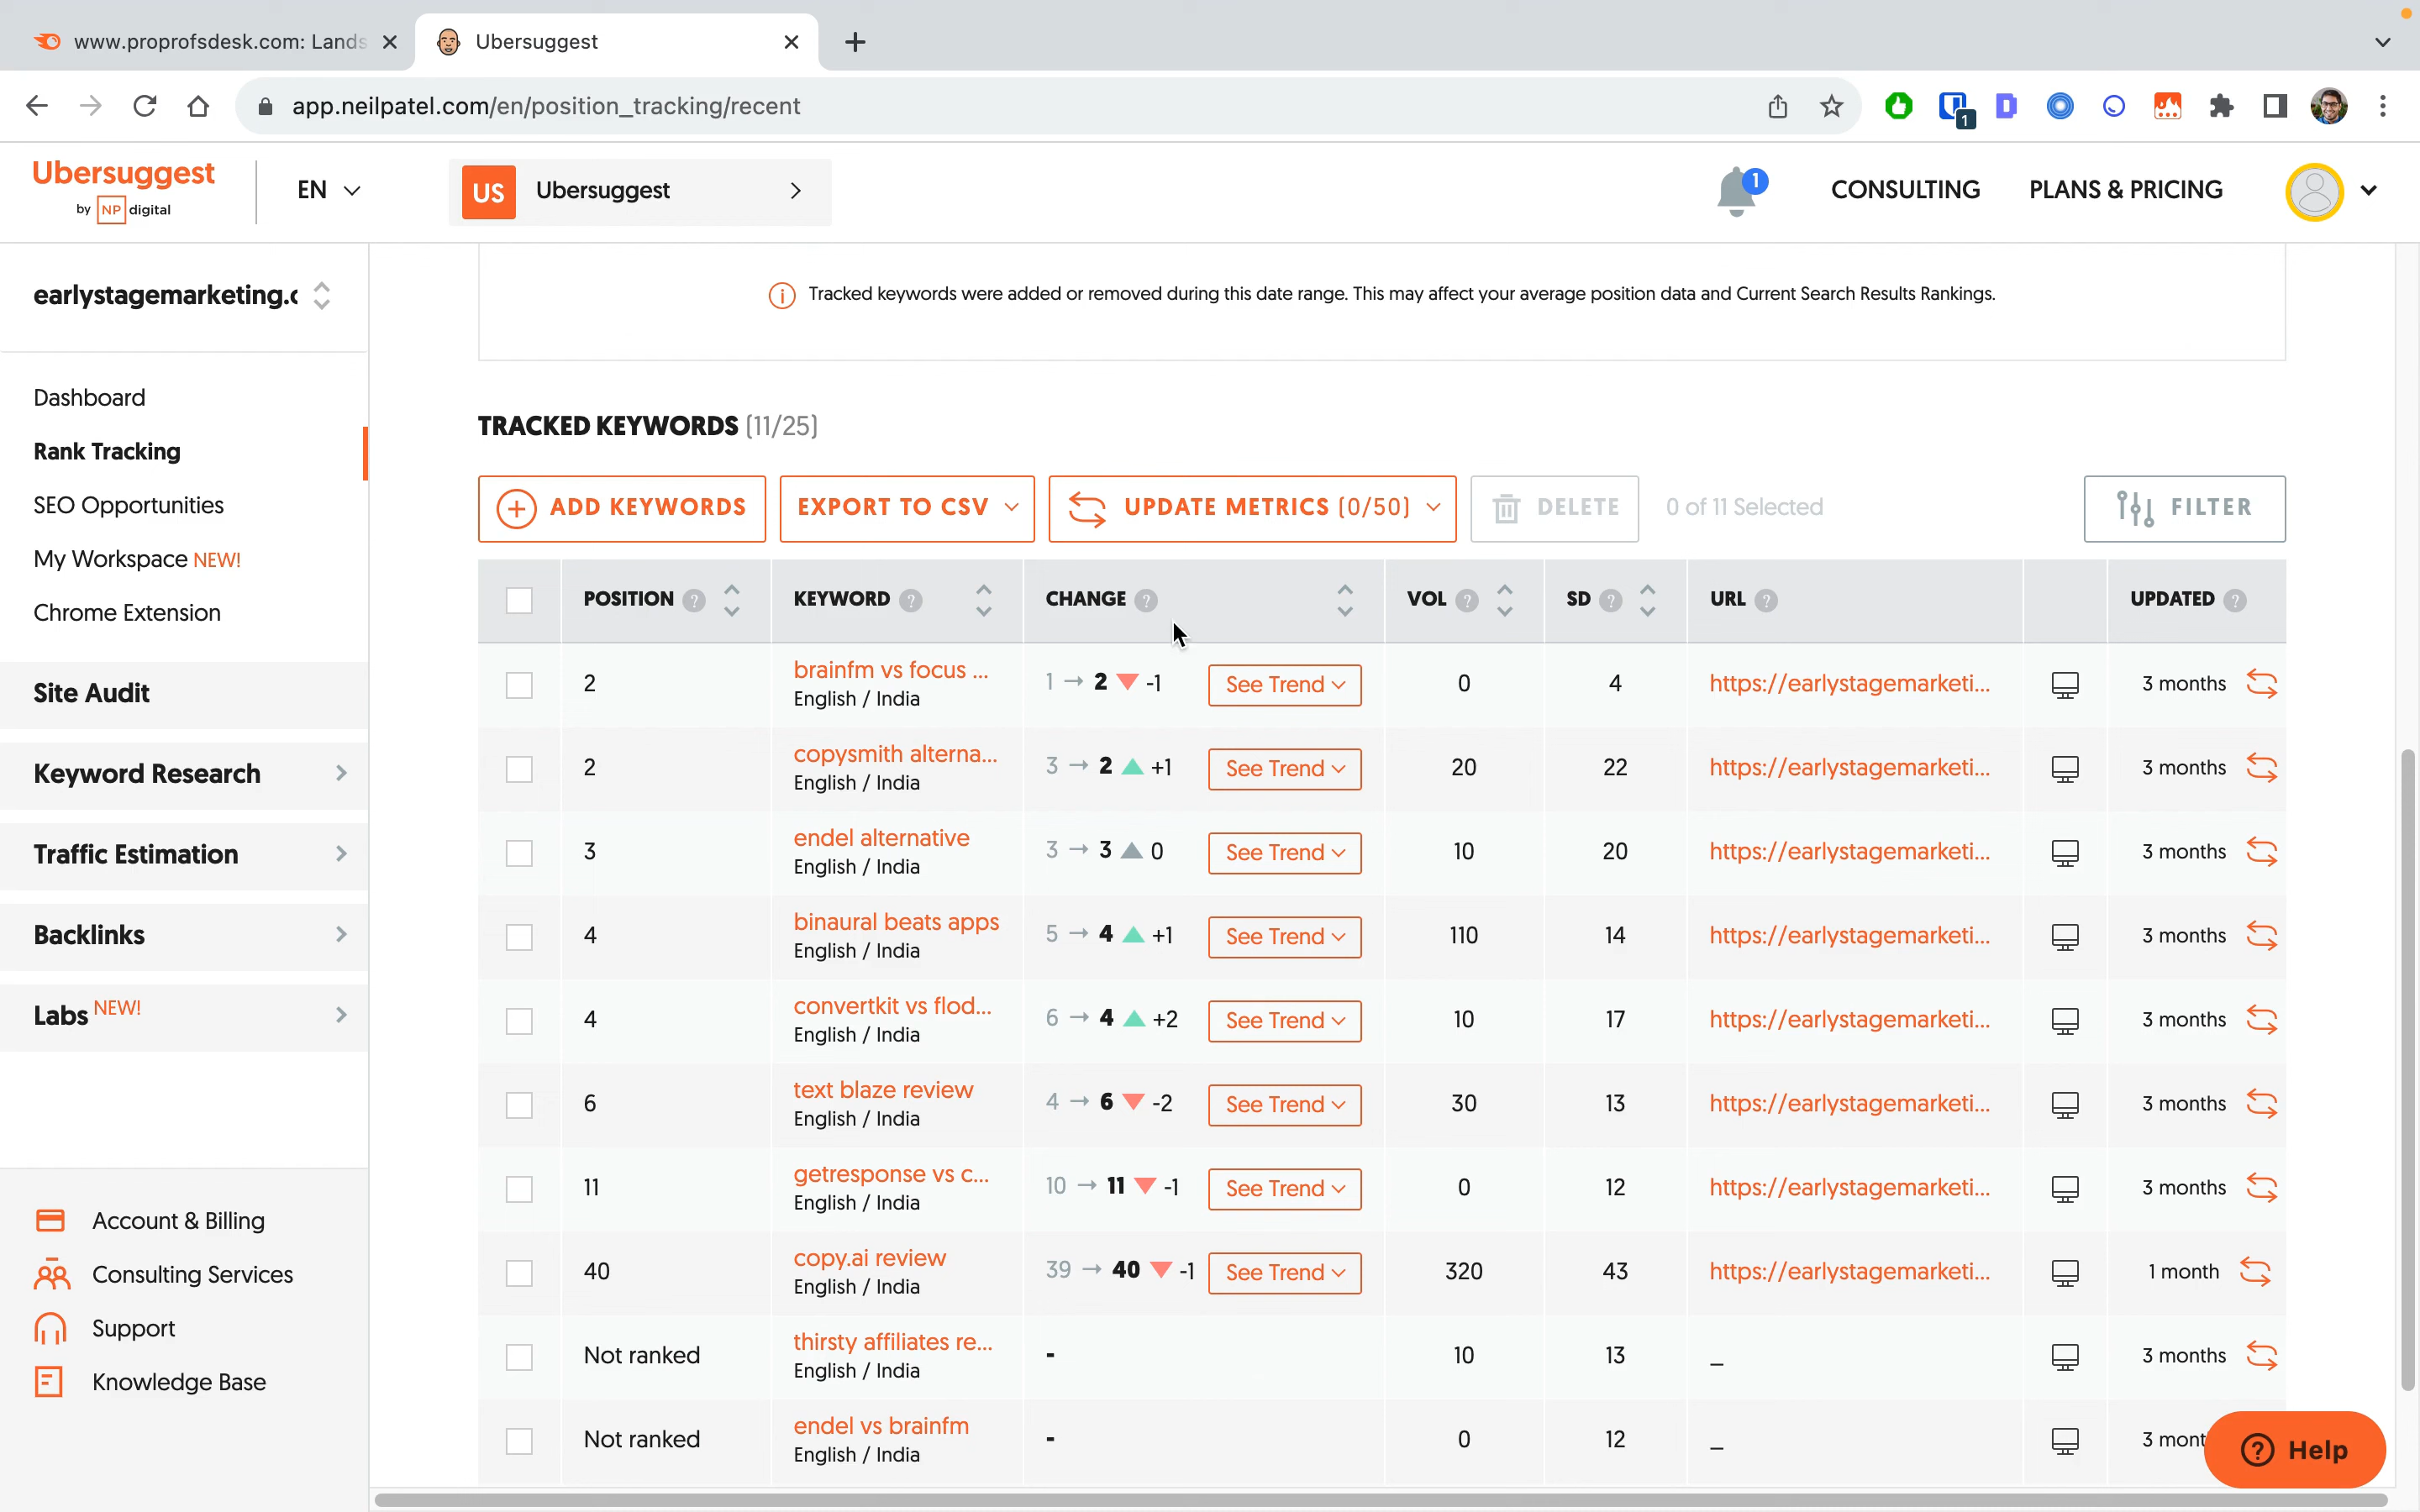 www.proprofsdesk.com: Lands
Ubersuggest
app.neilpatel.com/en/position_tracking/recent
1
Ubersuggest
by NP digital
EN
US Ubersuggest
1
CONSULTING
PLANS & PRICING
earlystagemarketing.c
Dashboard
Rank Tracking
SEO Opportunities
My Workspace NEW!
Chrome Extension
Site Audit
Keyword Research
Traffic Estimation
Backlinks
Labs NEW!
Account & Billing
Consulting Services
Support
Knowledge Base
Tracked keywords were added or removed during this date range. This may affect your average position data and Current Search Results Rankings.
TRACKED KEYWORDS (11/25)
ADD KEYWORDS EXPORT TO CSV UPDATE METRICS (0/50) DELETE 0 of 11 Selected FILTER
POSITION ? KEYWORD ? CHANGE ? VOL ? SD ? URL ? UPDATED ?
2 brainfm vs focus ... 1 → 2 ▼ -1 See Trend 0 4 https://earlystagemarketi... 3 months
English / India
2 copysmith alterna... 3 → 2 ▲ +1 See Trend 20 22 https://earlystagemarketi... 3 months
English / India
3 endel alternative 3 → 3 ▲ 0 See Trend 10 20 https://earlystagemarketi... 3 months
English / India
4 binaural beats apps 5 → 4 ▲ +1 See Trend 110 14 https://earlystagemarketi... 3 months
English / India
4 convertkit vs flod... 6 → 4 ▲ +2 See Trend 10 17 https://earlystagemarketi... 3 months
English / India
6 text blaze review 4 → 6 ▼ -2 See Trend 30 13 https://earlystagemarketi... 3 months
English / India
11 getresponse vs c... 10 → 11 ▼ -1 See Trend 0 12 https://earlystagemarketi... 3 months
English / India
40 copy.ai review 39 → 40 ▼ -1 See Trend 320 43 https://earlystagemarketi... 1 month
English / India
Not ranked thirsty affiliates re... - 10 13 _ 3 months
English / India
Not ranked endel vs brainfm - 0 12 _ 3 mont
English / India
? Help